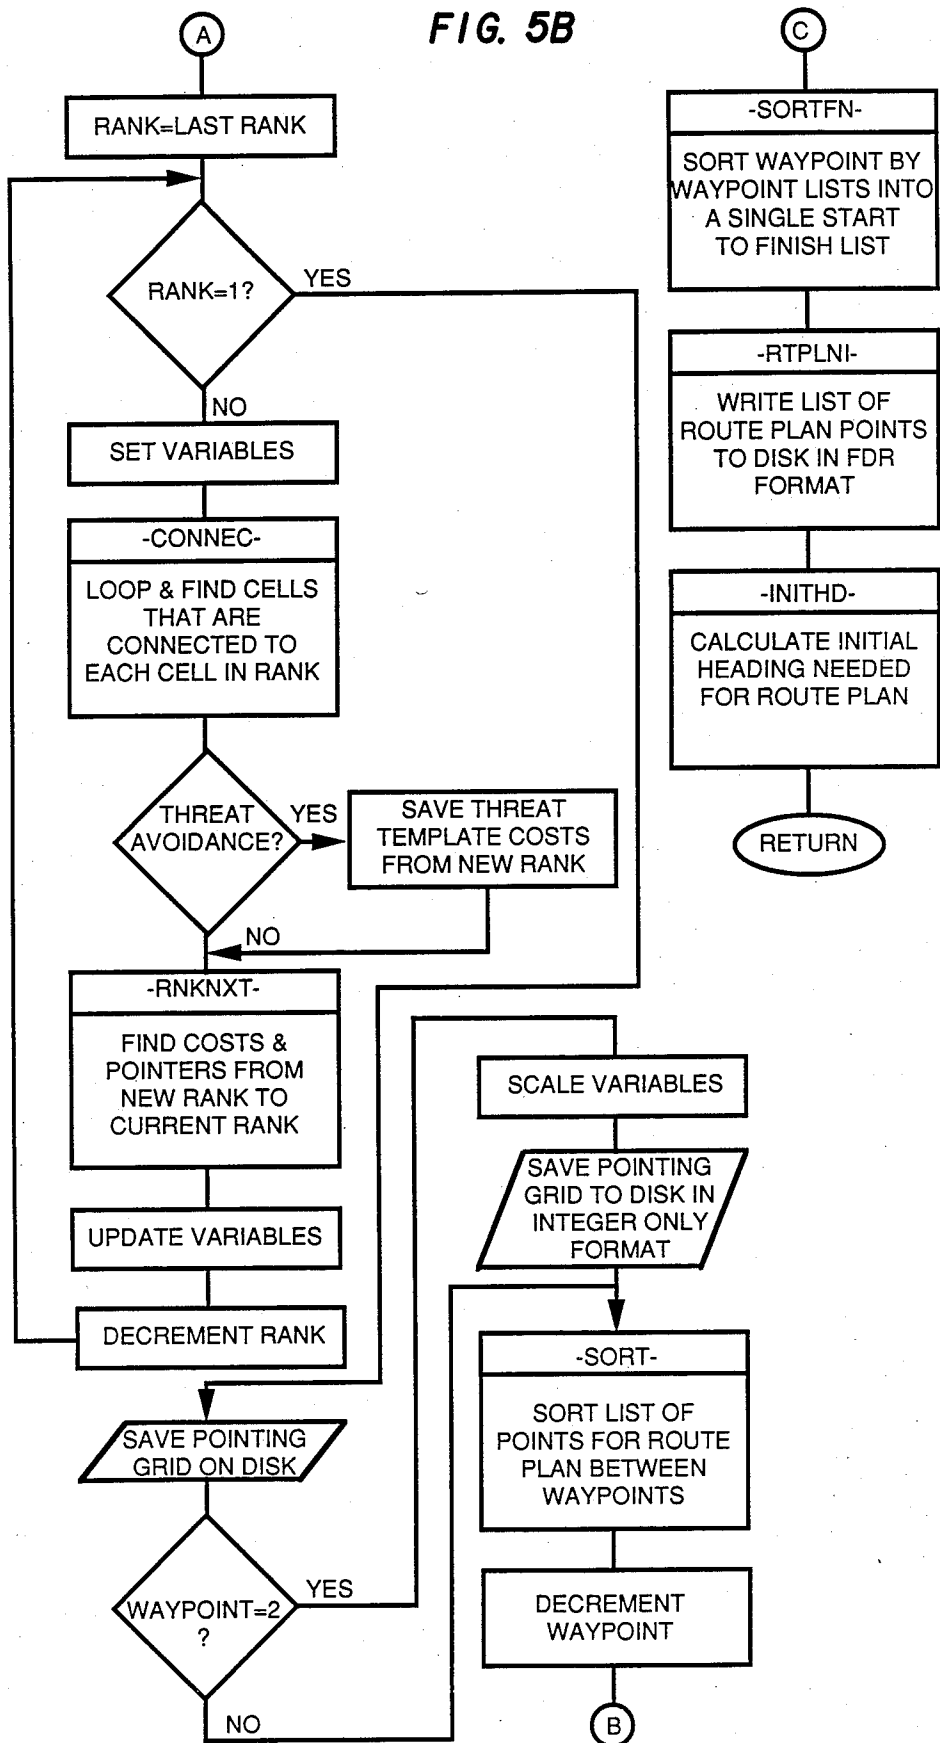 FIG. 5B
A
RANK=LAST RANK
RANK=1?
YES
NO
SET VARIABLES
-CONNEC-
LOOP & FIND CELLS
THAT ARE
CONNECTED TO
EACH CELL IN RANK
THREAT
AVOIDANCE?
YES
SAVE THREAT
TEMPLATE COSTS
FROM NEW RANK
NO
-RNKNXT-
FIND COSTS &
POINTERS FROM
NEW RANK TO
CURRENT RANK
UPDATE VARIABLES
DECREMENT RANK
SAVE POINTING
GRID ON DISK
WAYPOINT=2
?
YES
NO
SCALE VARIABLES
SAVE POINTING
GRID TO DISK IN
INTEGER ONLY
FORMAT
-SORT-
SORT LIST OF
POINTS FOR ROUTE
PLAN BETWEEN
WAYPOINTS
DECREMENT
WAYPOINT
B
C
-SORTFN-
SORT WAYPOINT BY
WAYPOINT LISTS INTO
A SINGLE START
TO FINISH LIST
-RTPLNI-
WRITE LIST OF
ROUTE PLAN POINTS
TO DISK IN FDR
FORMAT
-INITHD-
CALCULATE INITIAL
HEADING NEEDED
FOR ROUTE PLAN
RETURN